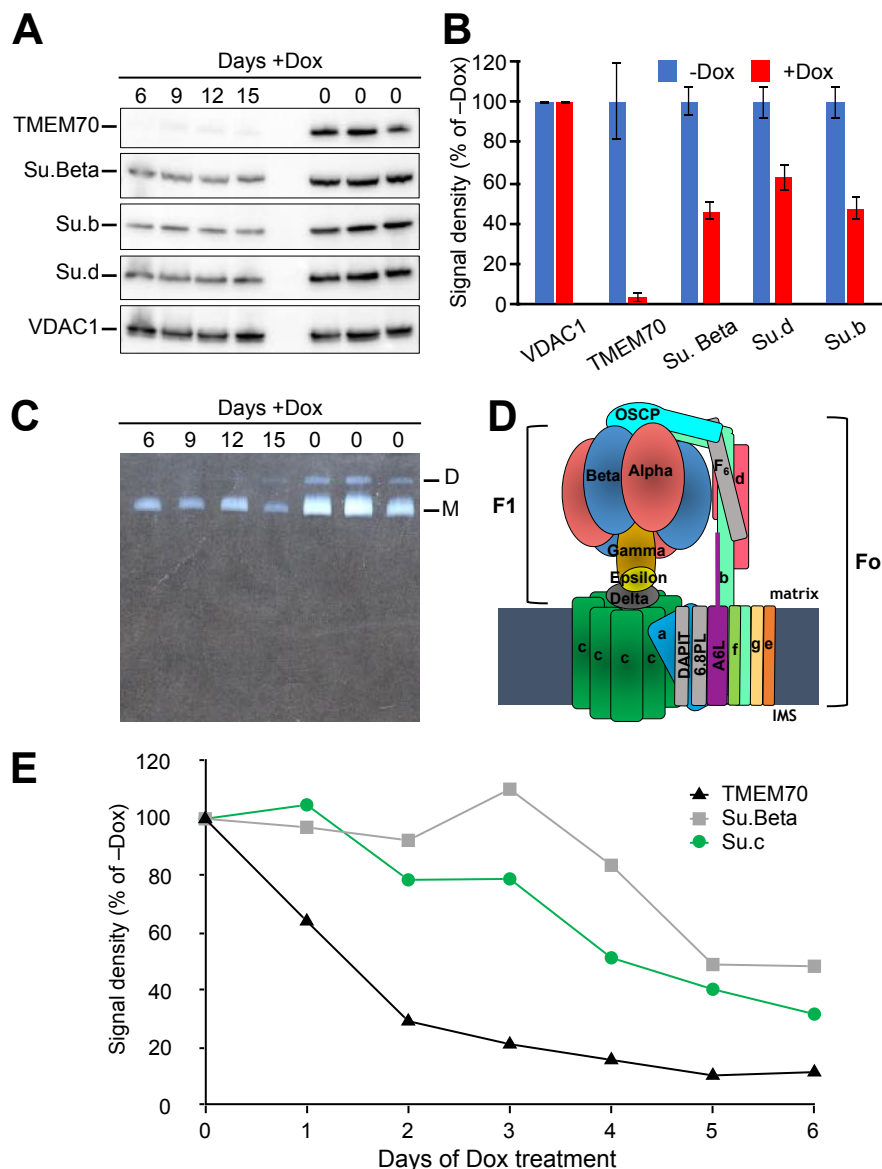 A
Days +Dox
6 9 12 15 0 0 0
TMEM70
Su.Beta
Su.b
Su.d
VDAC1
B
Signal density (% of –Dox)
120
100
80
60
40
20
0
-Dox +Dox
VDAC1 TMEM70 Su. Beta Su.d Su.b
C
Days +Dox
6 9 12 15 0 0 0
D
M
D
OSCP
Beta Alpha F6 d
F1
Gamma
Epsilon
Delta
b
Fo
matrix
c c c c a DAPIT 6.8PL A6L f g e
IMS
E
Signal density (% of –Dox)
120
100
80
60
40
20
0
TMEM70
Su.Beta
Su.c
0 1 2 3 4 5 6
Days of Dox treatment